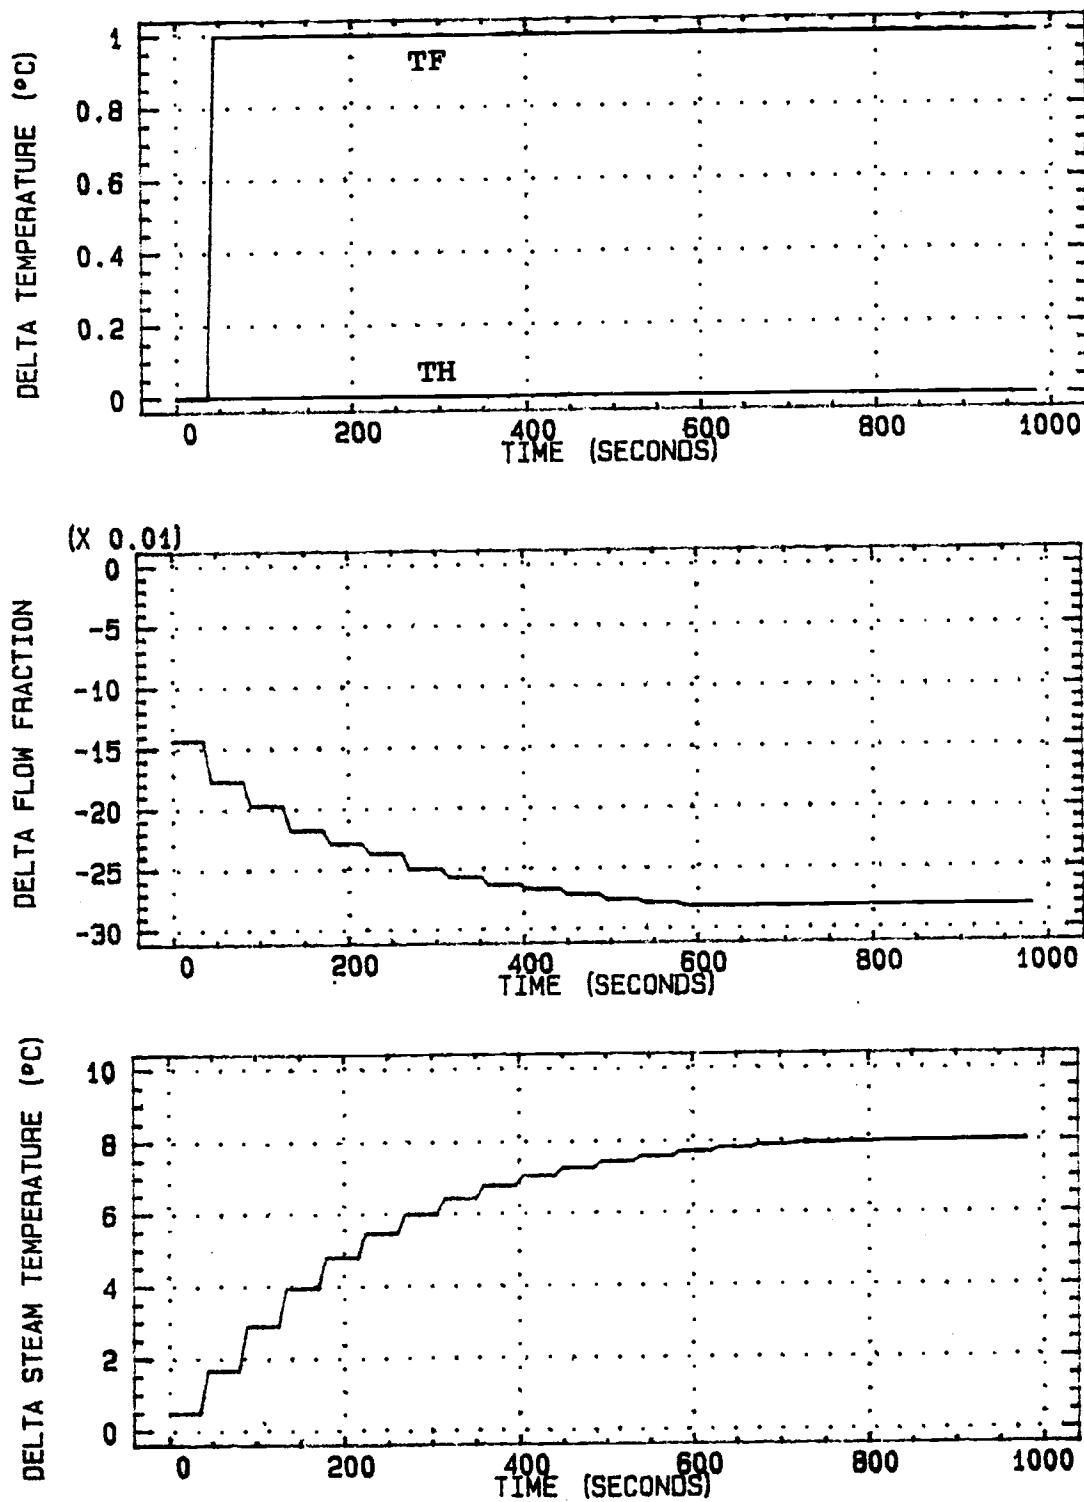 DELTA TEMPERATURE (ºC)
1
0.8
0.6
0.4
0.2
0
TF
TH
0 200 400 600 800 1000
TIME (SECONDS)
(X 0.01)
DELTA FLOW FRACTION
0
-5
-10
-15
-20
-25
-30
0 200 400 600 800 1000
TIME (SECONDS)
DELTA STEAM TEMPERATURE (ºC)
10
8
6
4
2
0
0 200 400 600 800 1000
TIME (SECONDS)